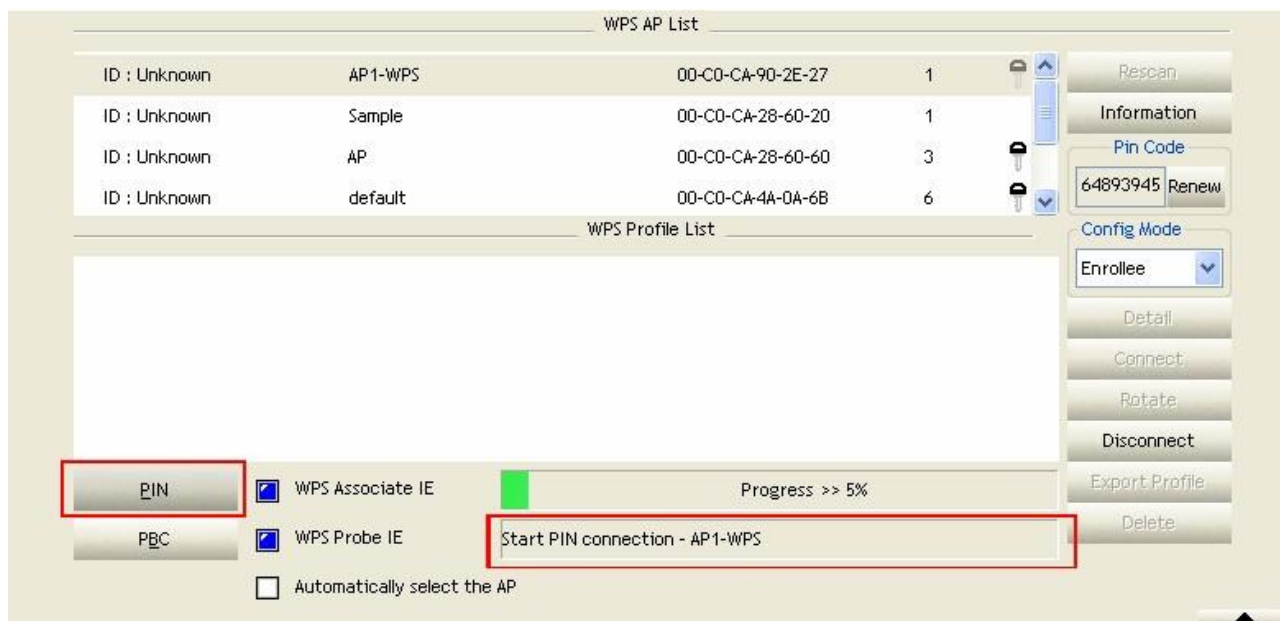 WPS AP List
ID : Unknown AP1-WPS 00-C0-CA-90-2E-27 1
Rescan
ID : Unknown Sample 00-C0-CA-28-60-20 1
Information
ID : Unknown AP 00-C0-CA-28-60-60 3
Pin Code
64893945 Renew
ID : Unknown default 00-C0-CA-4A-0A-6B 6
WPS Profile List
Config Mode
Enrollee
Detail
Connect
Rotate
Disconnect
PIN WPS Associate IE Progress >> 5%
Export Profile
PBC WPS Probe IE Start PIN connection - AP1-WPS
Delete
Automatically select the AP